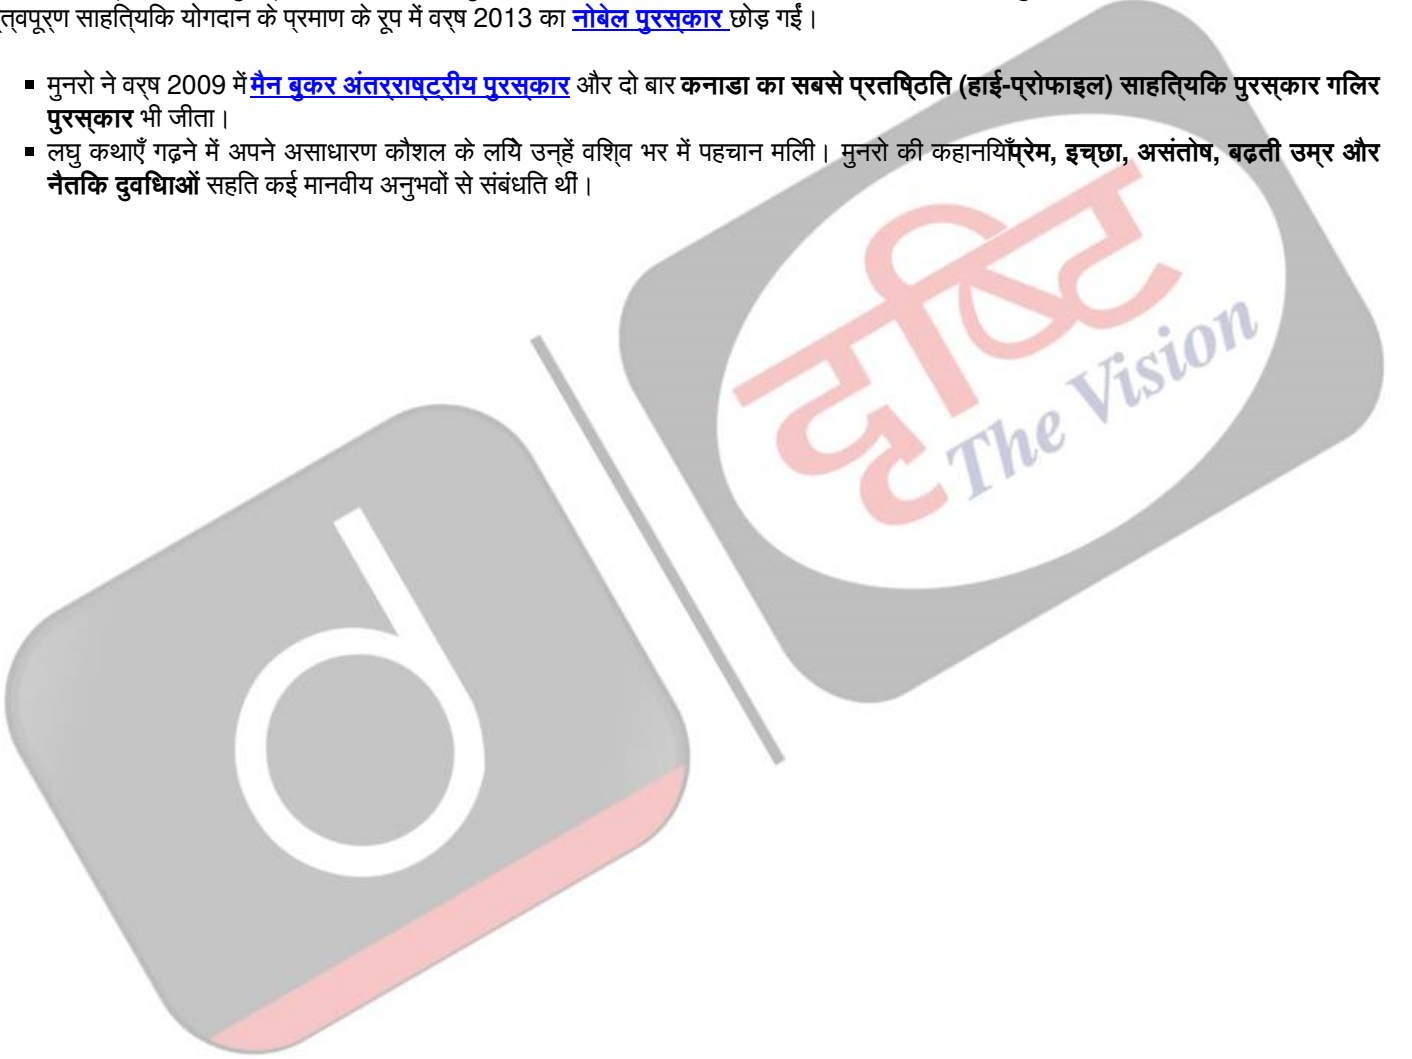 त्वपूर्ण साहित्यिक योगदान के प्रमाण के रूप में वर्ष 2013 का नोबेल पुरस्कार छोड़ गईं।
▪ मुनरो ने वर्ष 2009 में मैन बुकर अंतर्राष्ट्रीय पुरस्कार और दो बार कनाडा का सबसे प्रतिष्ठित (हाई-प्रोफाइल) साहित्यिक पुरस्कार गिलर
पुरस्कार भी जीता।
▪ लघु कथाएँ गढ़ने में अपने असाधारण कौशल के लिये उन्हें विश्व भर में पहचान मिली। मुनरो की कहानियाँ प्रेम, इच्छा, असंतोष, बढ़ती उम्र और
नैतिक दुविधाओं सहित कई मानवीय अनुभवों से संबंधित थीं।
दृष्टि
The Vision
d